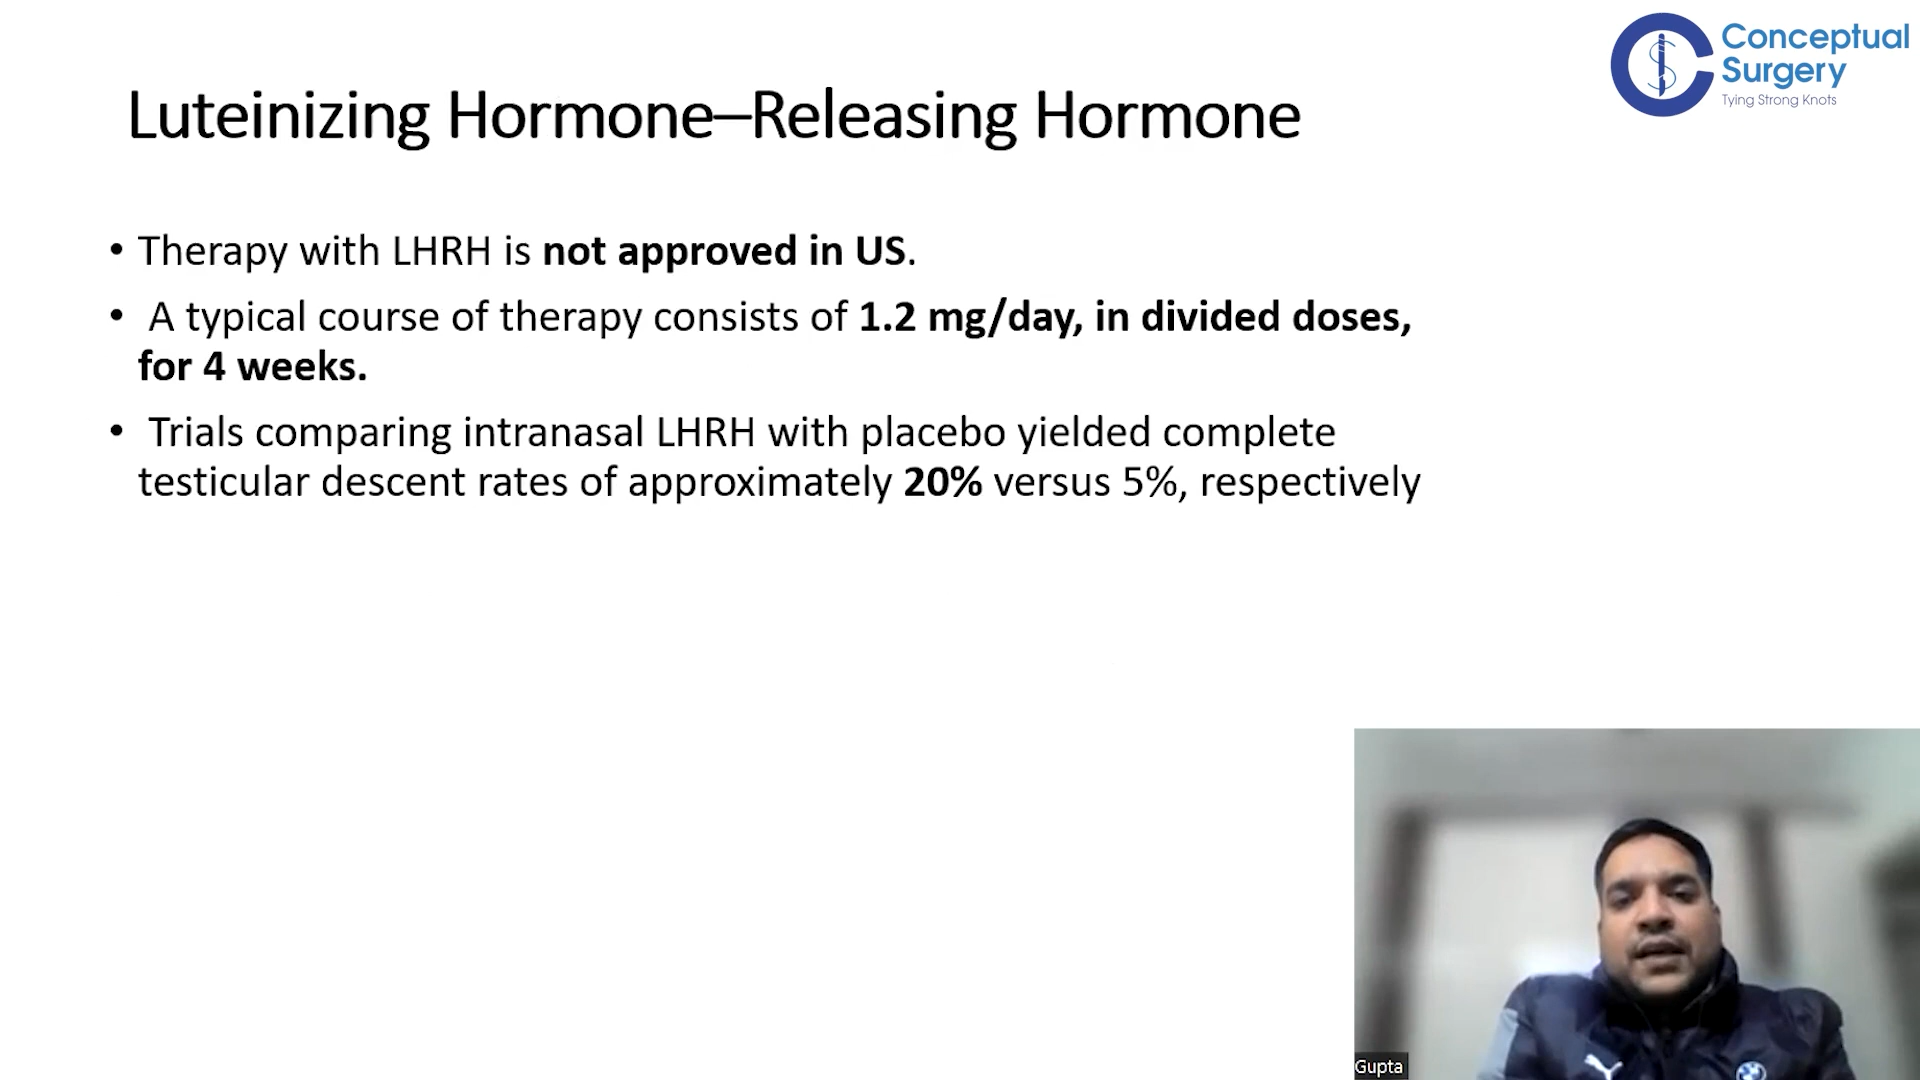 Conceptual
Surgery
Tying Strong Knots
Luteinizing Hormone–Releasing Hormone
• Therapy with LHRH is not approved in US.
• A typical course of therapy consists of 1.2 mg/day, in divided doses,
for 4 weeks.
• Trials comparing intranasal LHRH with placebo yielded complete
testicular descent rates of approximately 20% versus 5%, respectively
Gupta